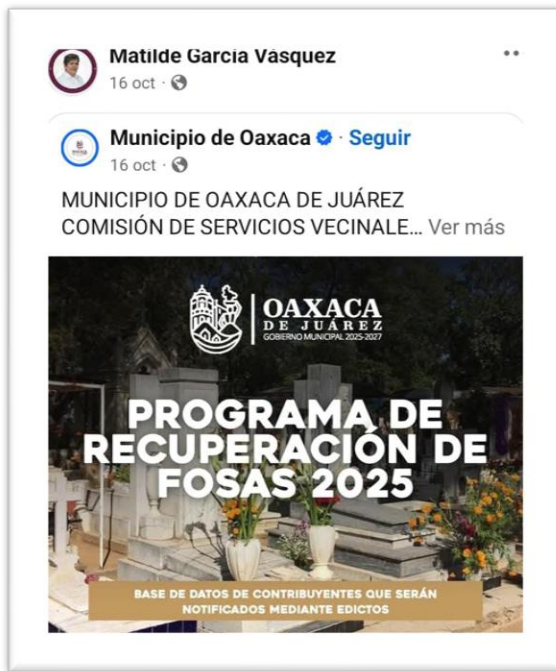 Matilde García Vásquez
16 oct ·
Municipio de Oaxaca · Seguir
16 oct ·
MUNICIPIO DE OAXACA DE JUÁREZ
COMISIÓN DE SERVICIOS VECINALE... Ver más
OAXACA
DE JUÁREZ
GOBIERNO MUNICIPAL 2025-2027
PROGRAMA DE
RECUPERACIÓN DE
FOSAS 2025
BASE DE DATOS DE CONTRIBUYENTES QUE SERÁN
NOTIFICADOS MEDIANTE EDICTOS